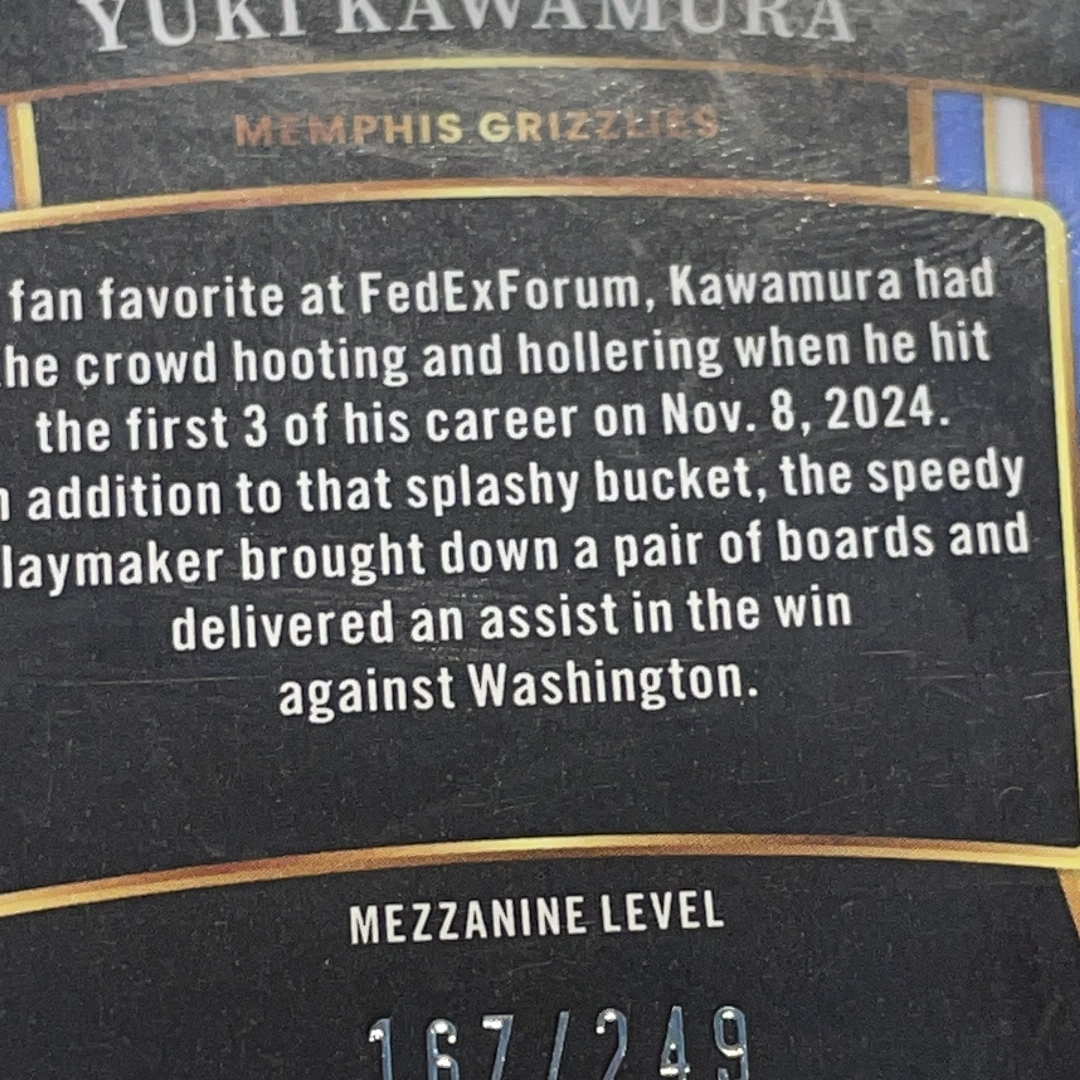 YUKI KAWAMURA
MEMPHIS GRIZZLIES
fan favorite at FedExForum, Kawamura had
he crowd hooting and hollering when he hit
the first 3 of his career on Nov. 8, 2024.
n addition to that splashy bucket, the speedy
laymaker brought down a pair of boards and
delivered an assist in the win
against Washington.
MEZZANINE LEVEL
167/249